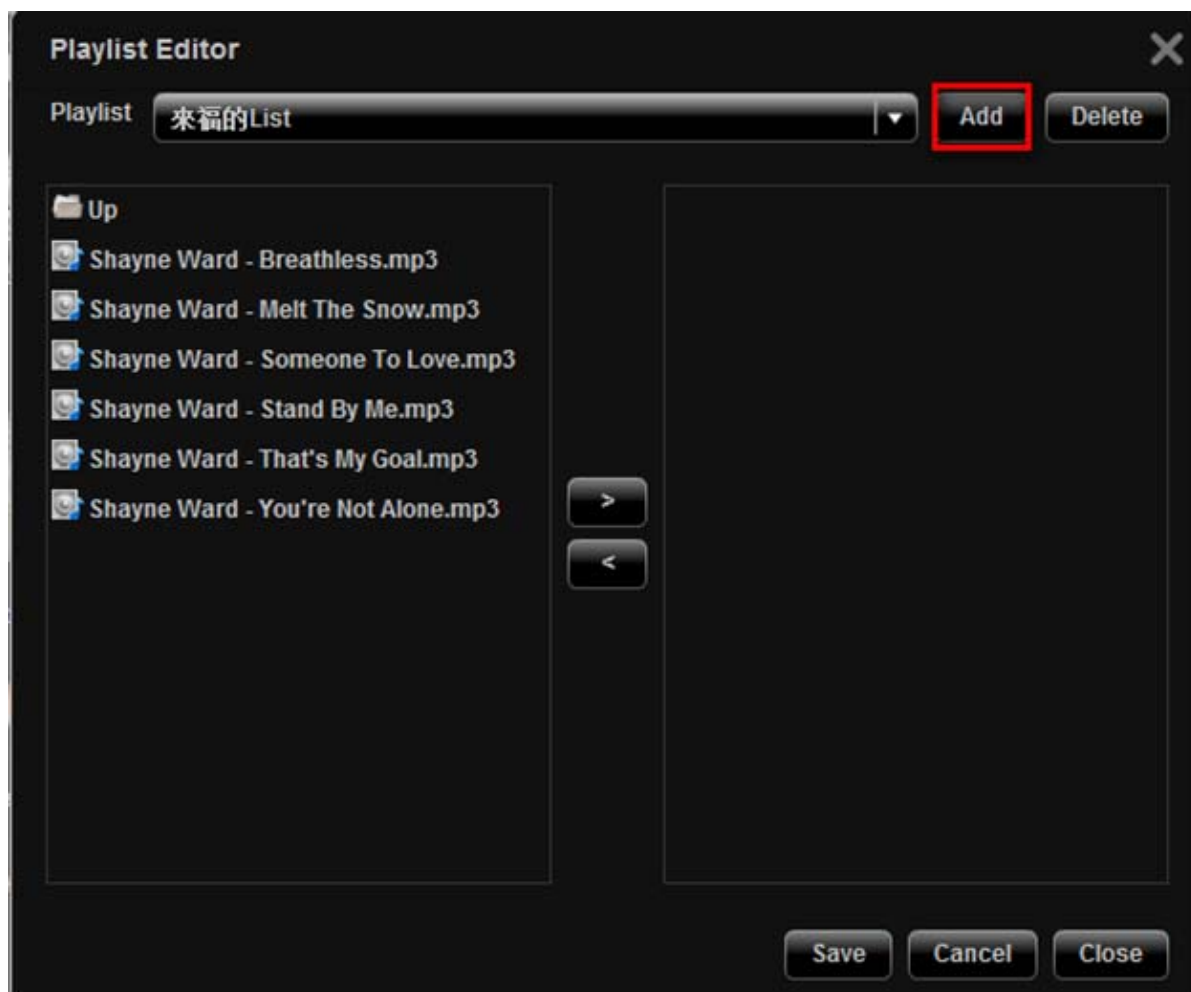 Playlist Editor
Playlist
來福的List
Add
Delete
Up
Shayne Ward - Breathless.mp3
Shayne Ward - Melt The Snow.mp3
Shayne Ward - Someone To Love.mp3
Shayne Ward - Stand By Me.mp3
Shayne Ward - That's My Goal.mp3
Shayne Ward - You're Not Alone.mp3
>
<
Save
Cancel
Close